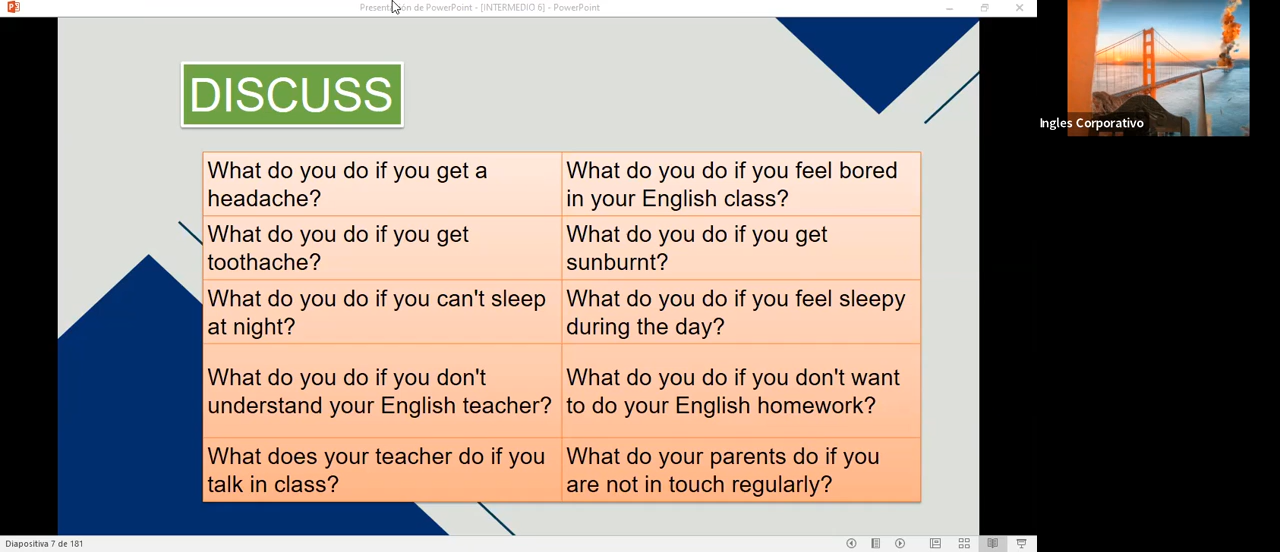 Presentación de PowerPoint - [INTERMEDIO 6] - PowerPoint
DISCUSS
What do you do if you get a
headache?
What do you do if you feel bored
in your English class?
What do you do if you get
toothache?
What do you do if you get
sunburnt?
What do you do if you can't sleep
at night?
What do you do if you feel sleepy
during the day?
What do you do if you don't
understand your English teacher?
What do you do if you don't want
to do your English homework?
What does your teacher do if you
talk in class?
What do your parents do if you
are not in touch regularly?
Ingles Corporativo
Diapositiva 7 de 181